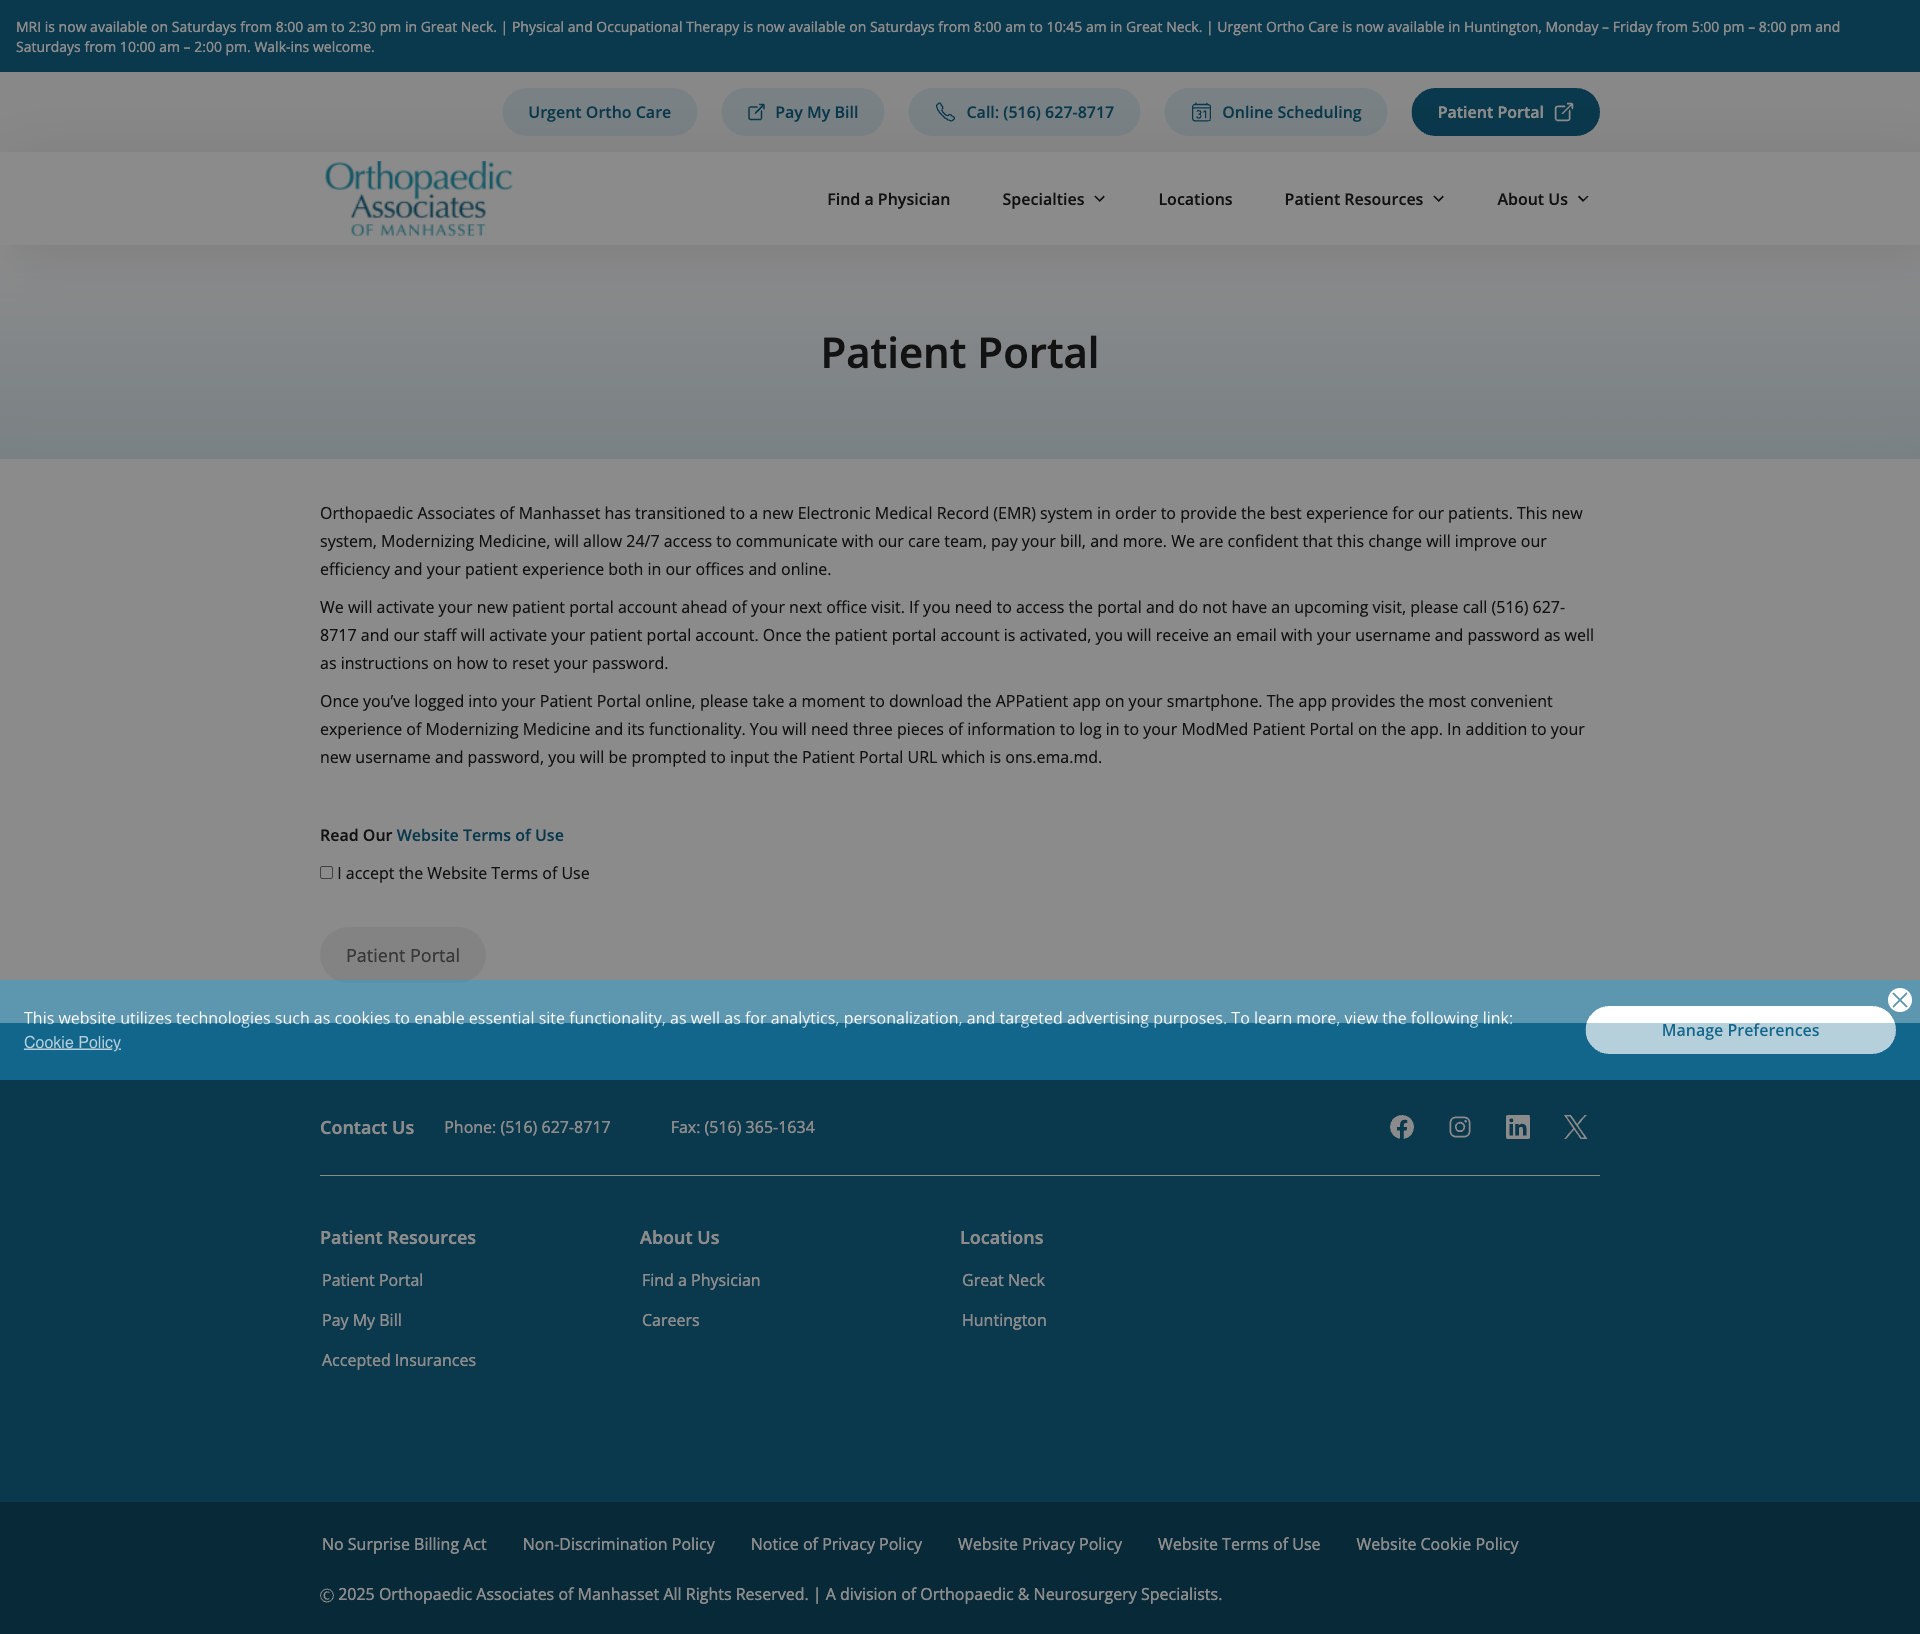 MRI is now available on Saturdays from 8:00 am to 2:30 pm in Great Neck. | Physical and Occupational Therapy is now available on Saturdays from 8:00 am to 10:45 am in Great Neck. | Urgent Ortho Care is now available in Huntington, Monday – Friday from 5:00 pm – 8:00 pm and
Saturdays from 10:00 am – 2:00 pm. Walk-ins welcome.
Urgent Ortho Care
Pay My Bill
Call: (516) 627-8717
31
Online Scheduling
Patient Portal
Orthopaedic
Associates
OF MANHASSET
Find a Physician
Specialties
Locations
Patient Resources
About Us
Patient Portal
Orthopaedic Associates of Manhasset has transitioned to a new Electronic Medical Record (EMR) system in order to provide the best experience for our patients. This new
system, Modernizing Medicine, will allow 24/7 access to communicate with our care team, pay your bill, and more. We are confident that this change will improve our
efficiency and your patient experience both in our offices and online.
We will activate your new patient portal account ahead of your next office visit. If you need to access the portal and do not have an upcoming visit, please call (516) 627-
8717 and our staff will activate your patient portal account. Once the patient portal account is activated, you will receive an email with your username and password as well
as instructions on how to reset your password.
Once you’ve logged into your Patient Portal online, please take a moment to download the APPatient app on your smartphone. The app provides the most convenient
experience of Modernizing Medicine and its functionality. You will need three pieces of information to log in to your ModMed Patient Portal on the app. In addition to your
new username and password, you will be prompted to input the Patient Portal URL which is ons.ema.md.
Read Our Website Terms of Use
I accept the Website Terms of Use
Patient Portal
This website utilizes technologies such as cookies to enable essential site functionality, as well as for analytics, personalization, and targeted advertising purposes. To learn more, view the following link:
Cookie Policy
Manage Preferences
Contact Us
Phone: (516) 627-8717
Fax: (516) 365-1634
Patient Resources
Patient Portal
Pay My Bill
Accepted Insurances
About Us
Find a Physician
Careers
Locations
Great Neck
Huntington
No Surprise Billing Act
Non-Discrimination Policy
Notice of Privacy Policy
Website Privacy Policy
Website Terms of Use
Website Cookie Policy
© 2025 Orthopaedic Associates of Manhasset All Rights Reserved. | A division of Orthopaedic & Neurosurgery Specialists.